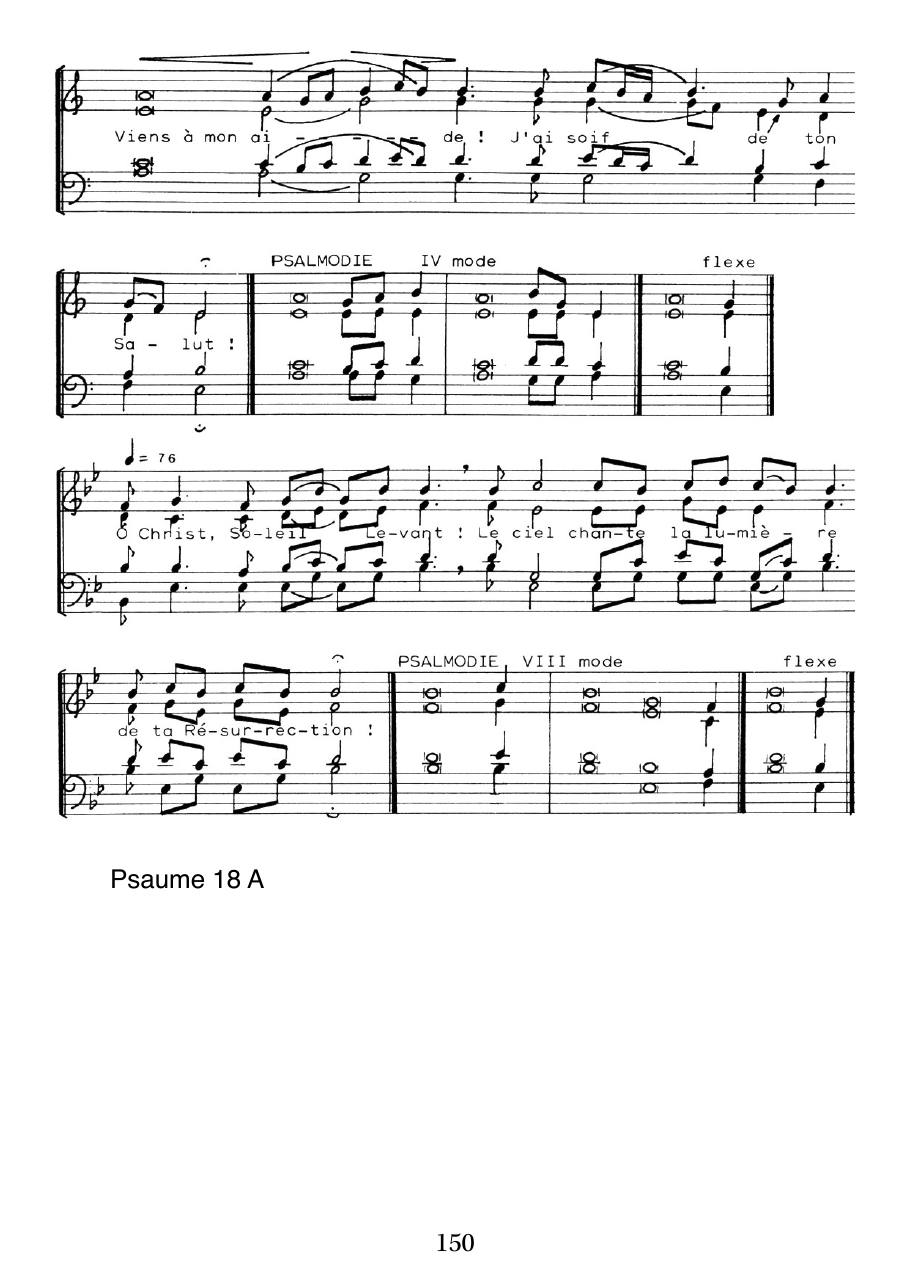 Viens à mon ai - - - - - - de ! J'ai soif de ton
PSALMODIE IV mode flexe
Sa - lut !
♩ = 76
Ô Christ, So-leil Le-vant ! Le ciel chan-te la lu-miè - re
PSALMODIE VIII mode flexe
de ta Ré-sur-rec-tion !
Psaume 18 A
150